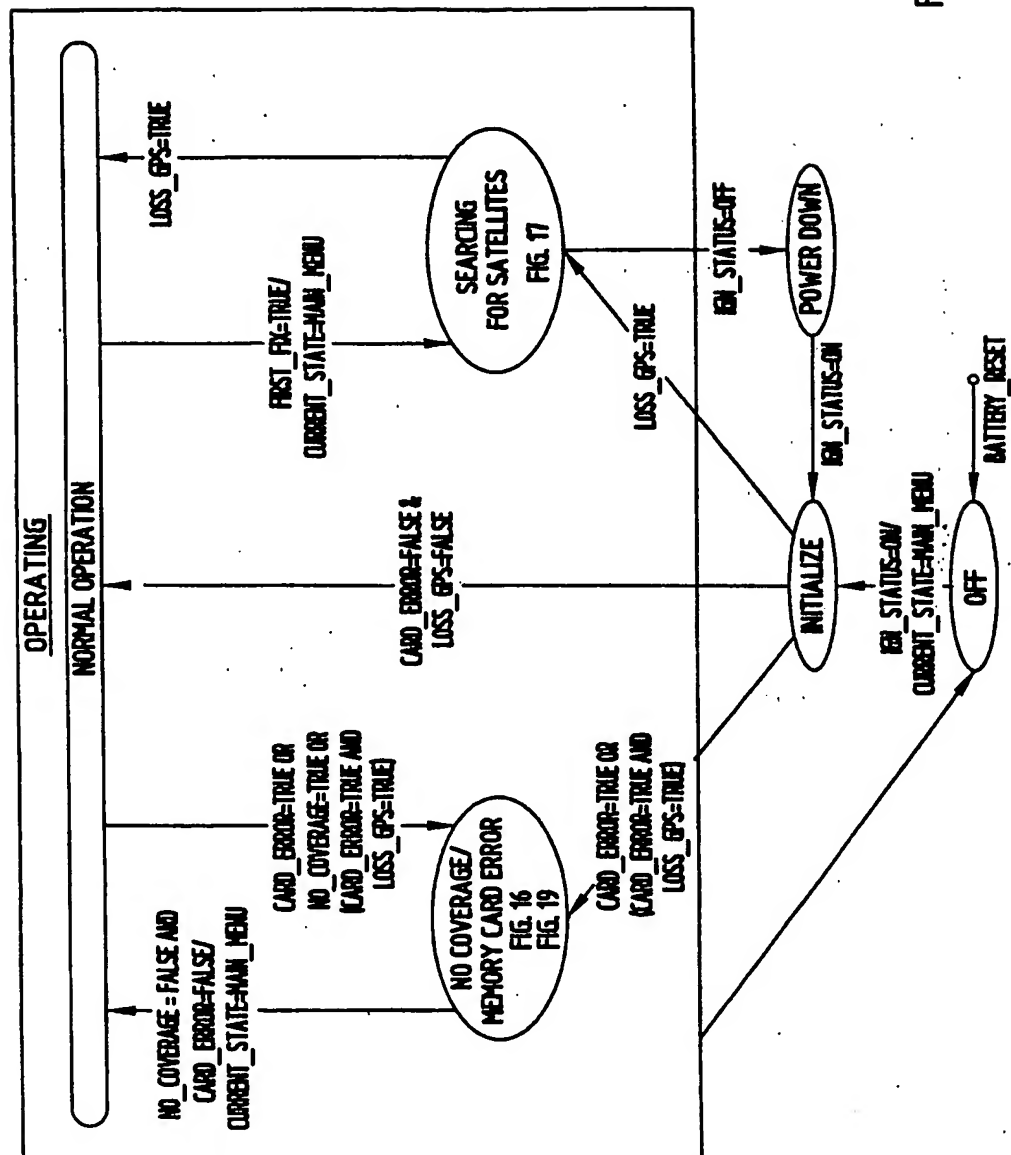 OPERATING
NORMAL OPERATION
NO_COVERAGE = FALSE AND
CARD_ERROR=FALSE/
CURRENT_STATE=MAIN_MENU
CARD_ERROR=TRUE OR
NO_COVERAGE=TRUE OR
(CARD_ERROR=TRUE AND
LOSS_GPS=TRUE)
CARD_ERROR=FALSE &
LOSS_GPS=FALSE
FIRST_FIX=TRUE/
CURRENT_STATE=MAIN_MENU
LOSS_GPS=TRUE
NO COVERAGE/
MEMORY CARD ERROR
FIG. 16
FIG. 19
SEARCING
FOR SATELLITES
FIG. 17
CARD_ERROR=TRUE OR
(CARD_ERROR=TRUE AND
LOSS_GPS=TRUE)
LOSS_GPS=TRUE
IGN_STATUS=OFF
INITIALIZE
IGN_STATUS=ON
POWER DOWN
IGN_STATUS=ON/
CURRENT_STATE=MAIN_MENU
OFF
BATTERY_RESET